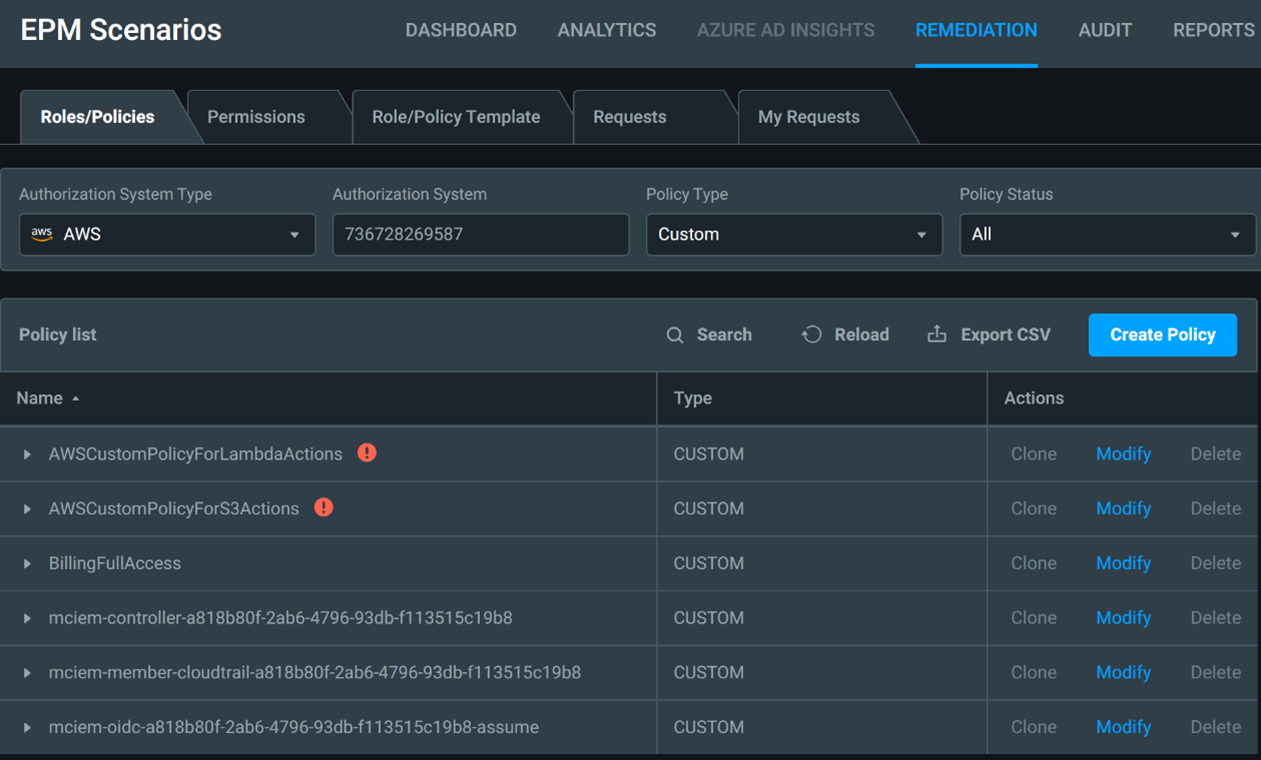 EPM Scenarios DASHBOARD ANALYTICS AZURE AD INSIGHTS REMEDIATION AUDIT REPORTS
Roles/Policies Permissions Role/Policy Template Requests My Requests
Authorization System Type Authorization System Policy Type Policy Status
aws AWS 736728269587 Custom All
Policy list Search Reload Export CSV Create Policy
Name Type Actions
AWSCustomPolicyForLambdaActions CUSTOM Clone Modify Delete
AWSCustomPolicyForS3Actions CUSTOM Clone Modify Delete
BillingFullAccess CUSTOM Clone Modify Delete
mciem-controller-a818b80f-2ab6-4796-93db-f113515c19b8 CUSTOM Clone Modify Delete
mciem-member-cloudtrail-a818b80f-2ab6-4796-93db-f113515c19b8 CUSTOM Clone Modify Delete
mciem-oidc-a818b80f-2ab6-4796-93db-f113515c19b8-assume CUSTOM Clone Modify Delete